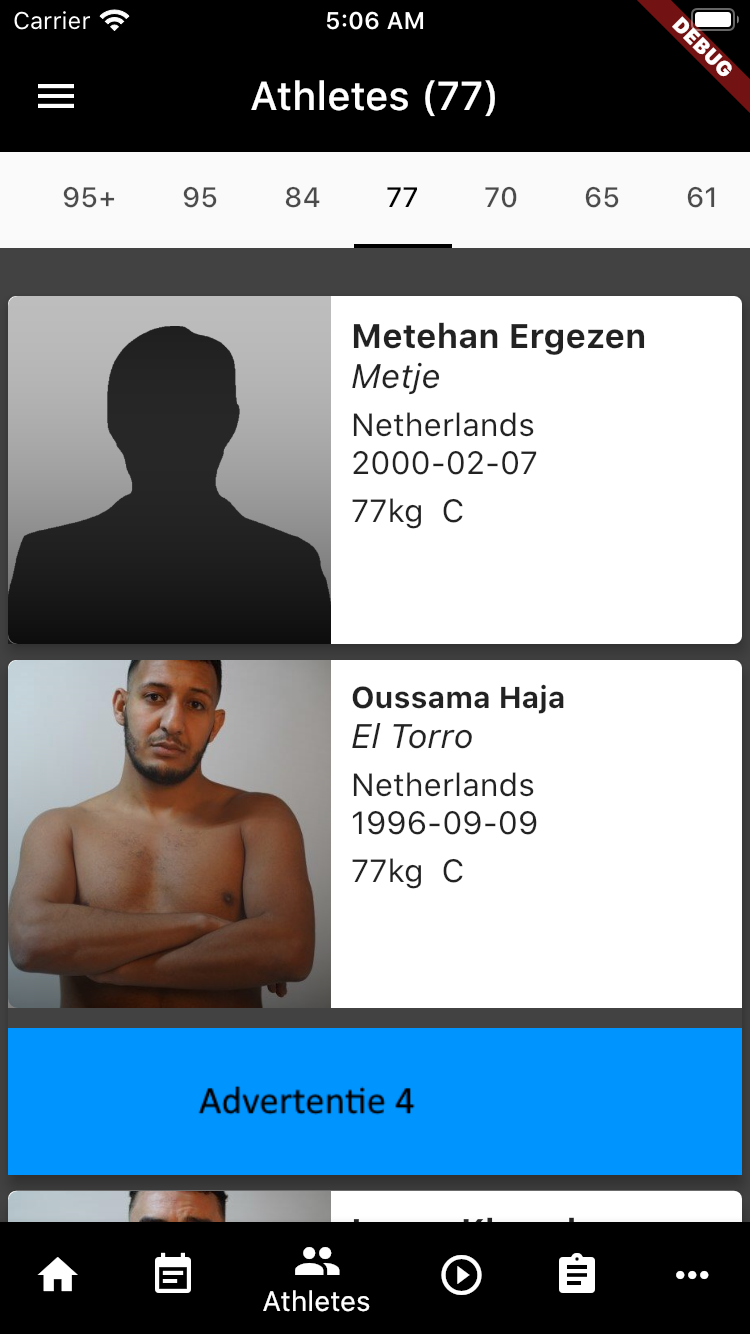 Carrier 5:06 AM
DEBUG
Athletes (77)
95+ 95 84 77 70 65 61
Metehan Ergezen
Metje
Netherlands
2000-02-07
77kg C
Oussama Haja
El Torro
Netherlands
1996-09-09
77kg C
Advertentie 4
Athletes